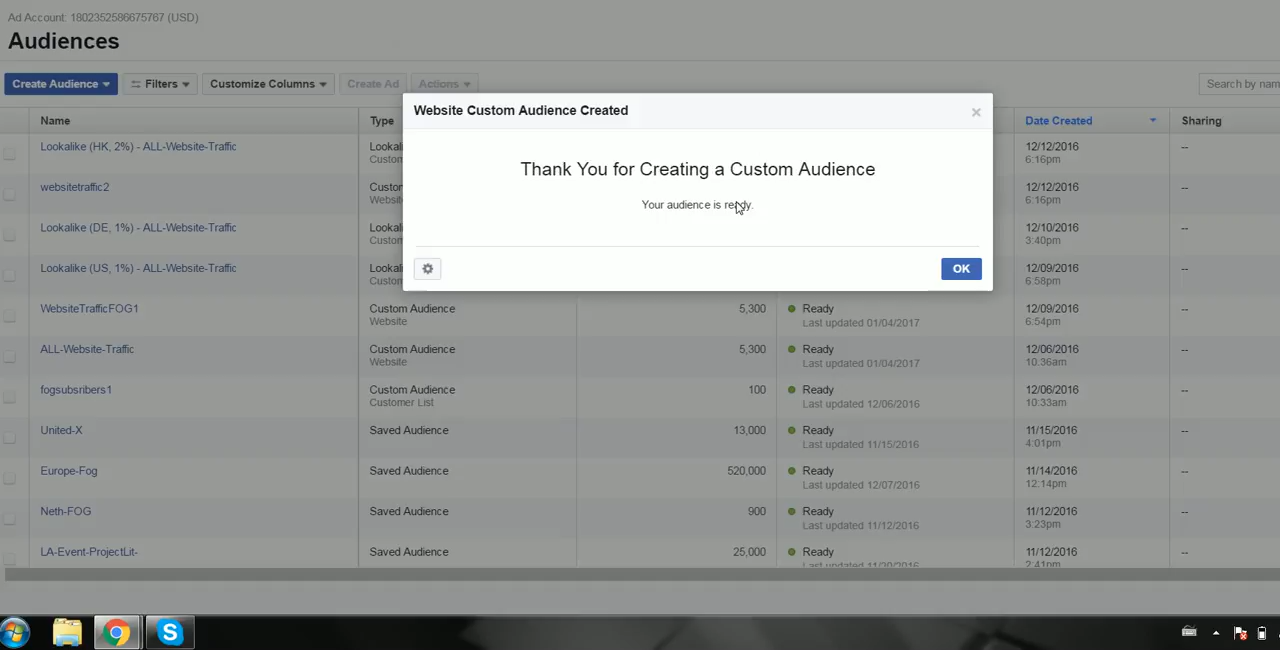 Ad Account: 1802352586675767 (USD)
Audiences
Create Audience
Filters
Customize Columns
Create Ad
Actions
Search by
Website Custom Audience Created
Thank You for Creating a Custom Audience
Your audience is ready.
OK
Name Type Date Created Sharing
Lookalike (HK, 2%) - ALL-Website-Traffic 12/12/2016 --
6:16pm
websitetraffic2 12/12/2016 --
6:16pm
Lookalike (DE, 1%) - ALL-Website-Traffic 12/10/2016 --
3:40pm
Lookalike (US, 1%) - ALL-Website-Traffic 12/09/2016 --
6:58pm
WebsiteTrafficFOG1 Custom Audience 5,300 Ready 12/09/2016 --
Website Last updated 01/04/2017 6:54pm
ALL-Website-Traffic Custom Audience 5,300 Ready 12/06/2016 --
Website Last updated 01/04/2017 10:36am
fogsubsribers1 Custom Audience 100 Ready 12/06/2016 --
Customer List Last updated 12/06/2016 10:33am
United-X Saved Audience 13,000 Ready 11/15/2016 --
Last updated 11/15/2016 4:01pm
Europe-Fog Saved Audience 520,000 Ready 11/14/2016 --
Last updated 12/07/2016 12:14pm
Neth-FOG Saved Audience 900 Ready 11/12/2016 --
Last updated 11/12/2016 3:23pm
LA-Event-ProjectLit- Saved Audience 25,000 Ready 11/12/2016 --
Last updated 11/20/2016 2:41pm